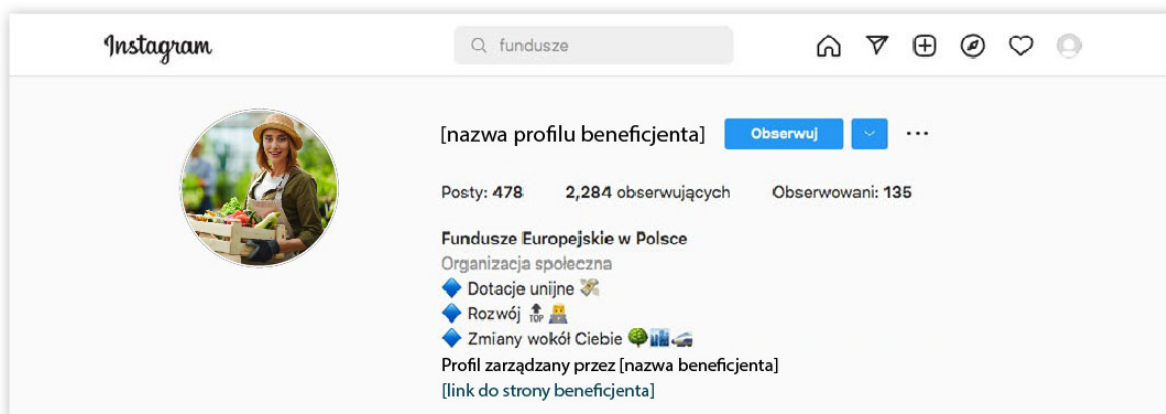 Instagram
fundusze
[nazwa profilu beneficjenta]
Obserwuj
Posty: 478 2,284 obserwujących Obserwowani: 135
Fundusze Europejskie w Polsce
Organizacja społeczna
🔷 Dotacje unijne 💸
🔷 Rozwój 🔝👨‍💻
🔷 Zmiany wokół Ciebie 🌳🏙️🚅
Profil zarządzany przez [nazwa beneficjenta]
[link do strony beneficjenta]